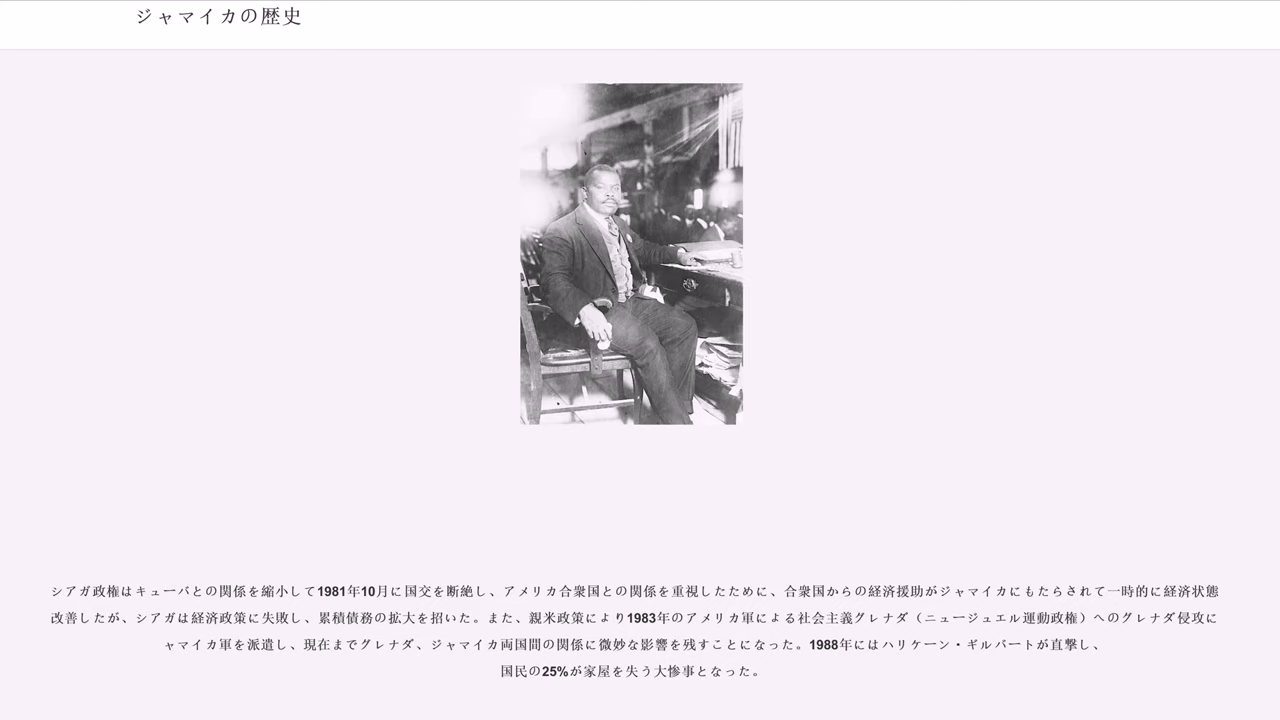 ジャマイカの歴史
シアガ政権はキューバとの関係を縮小して1981年10月に国交を断絶し、アメリカ合衆国との関係を重視したために、合衆国からの経済援助がジャマイカにもたらされて一時的に経済状態
改善したが、シアガは経済政策に失敗し、累積債務の拡大を招いた。また、親米政策により1983年のアメリカ軍による社会主義グレナダ（ニュージュエル運動政権）へのグレナダ侵攻に
ャマイカ軍を派遣し、現在までグレナダ、ジャマイカ両国間の関係に微妙な影響を残すことになった。1988年にはハリケーン・ギルバートが直撃し、
国民の25%が家屋を失う大惨事となった。